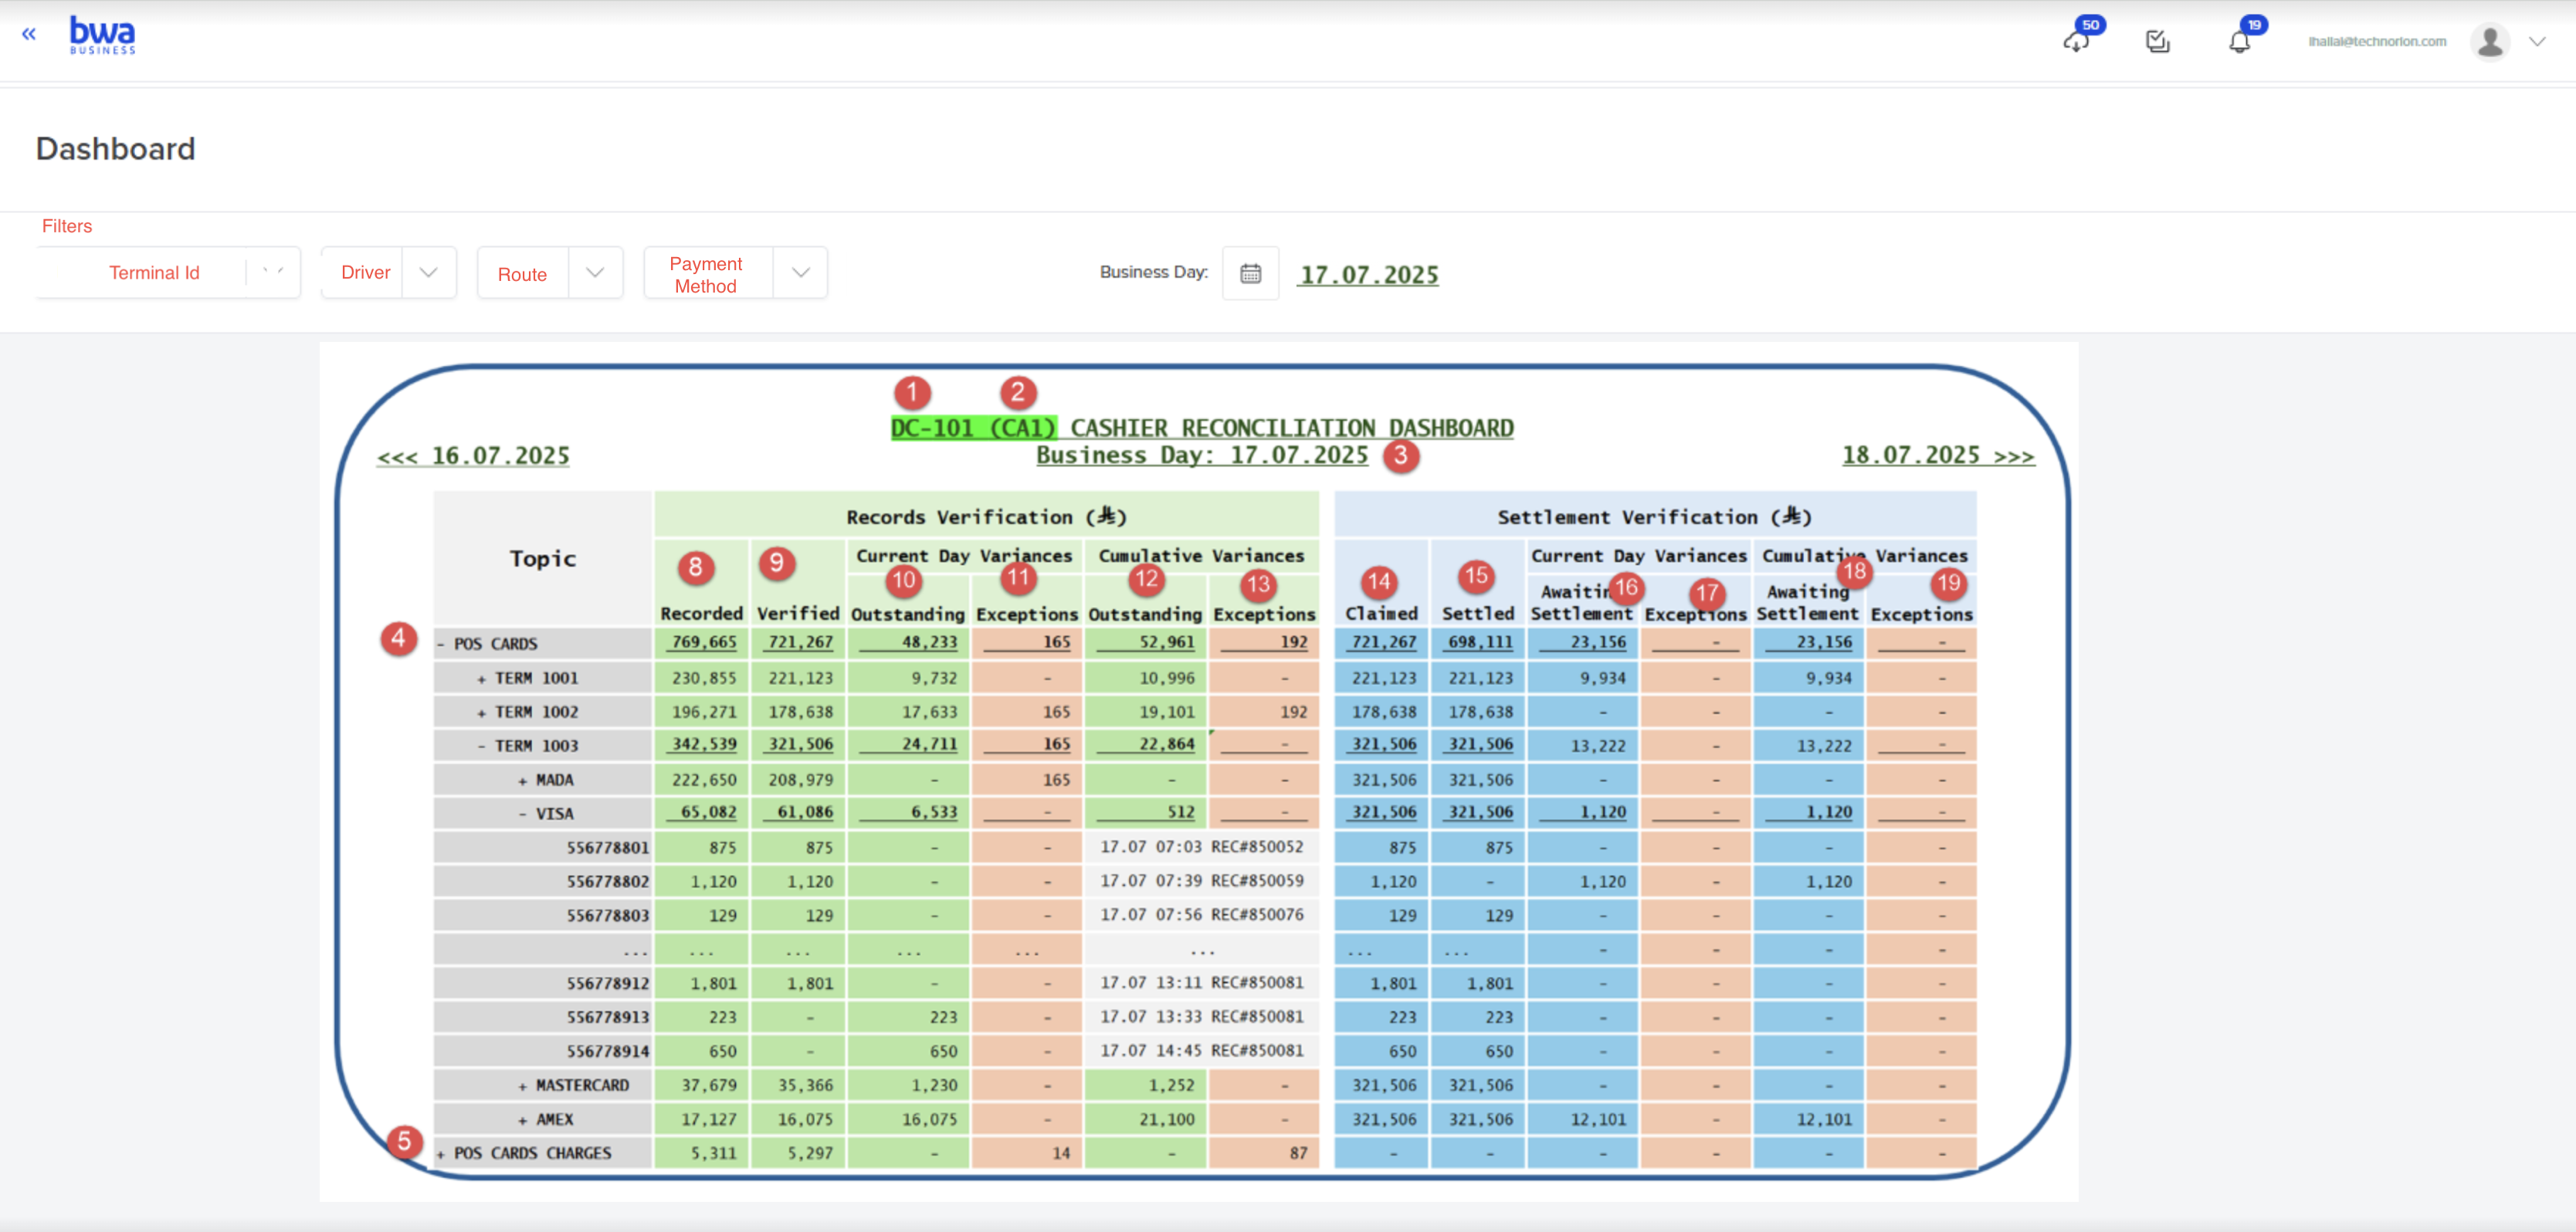 «
bwa
BUSINESS
50
19
lhallal@technorion.com
Dashboard
Filters
Terminal Id
Driver
Route
Payment
Method
Business Day:
17.07.2025
1 2
DC-101 (CA1) CASHIER RECONCILIATION DASHBOARD
<<< 16.07.2025
Business Day: 17.07.2025 3
18.07.2025 >>>
Topic
Records Verification (⃁)
Settlement Verification (⃁)
8 9 Current Day Variances Cumulative Variances
14 15 Current Day Variances Cumulative Variances
10 11 12 13 16 17 18 19
Recorded Verified Outstanding Exceptions Outstanding Exceptions Claimed Settled Awaiting Settlement Exceptions Awaiting Settlement Exceptions
4 - POS CARDS 769,665 721,267 48,233 165 52,961 192 721,267 698,111 23,156 - 23,156 -
+ TERM 1001 230,855 221,123 9,732 - 10,996 - 221,123 221,123 9,934 - 9,934 -
+ TERM 1002 196,271 178,638 17,633 165 19,101 192 178,638 178,638 - - - -
- TERM 1003 342,539 321,506 24,711 165 22,864 - 321,506 321,506 13,222 - 13,222 -
+ MADA 222,650 208,979 - 165 - - 321,506 321,506 - - - -
- VISA 65,082 61,086 6,533 - 512 - 321,506 321,506 1,120 - 1,120 -
556778801 875 875 - - 17.07 07:03 REC#850052 875 875 - - - -
556778802 1,120 1,120 - - 17.07 07:39 REC#850059 1,120 - 1,120 - 1,120 -
556778803 129 129 - - 17.07 07:56 REC#850076 129 129 - - - -
... ... ... ... ... ... ... ... - - - -
556778912 1,801 1,801 - - 17.07 13:11 REC#850081 1,801 1,801 - - - -
556778913 223 - 223 - 17.07 13:33 REC#850081 223 223 - - - -
556778914 650 - 650 - 17.07 14:45 REC#850081 650 650 - - - -
+ MASTERCARD 37,679 35,366 1,230 - 1,252 - 321,506 321,506 - - - -
+ AMEX 17,127 16,075 16,075 - 21,100 - 321,506 321,506 12,101 - 12,101 -
5 + POS CARDS CHARGES 5,311 5,297 - 14 - 87 - - - - - -